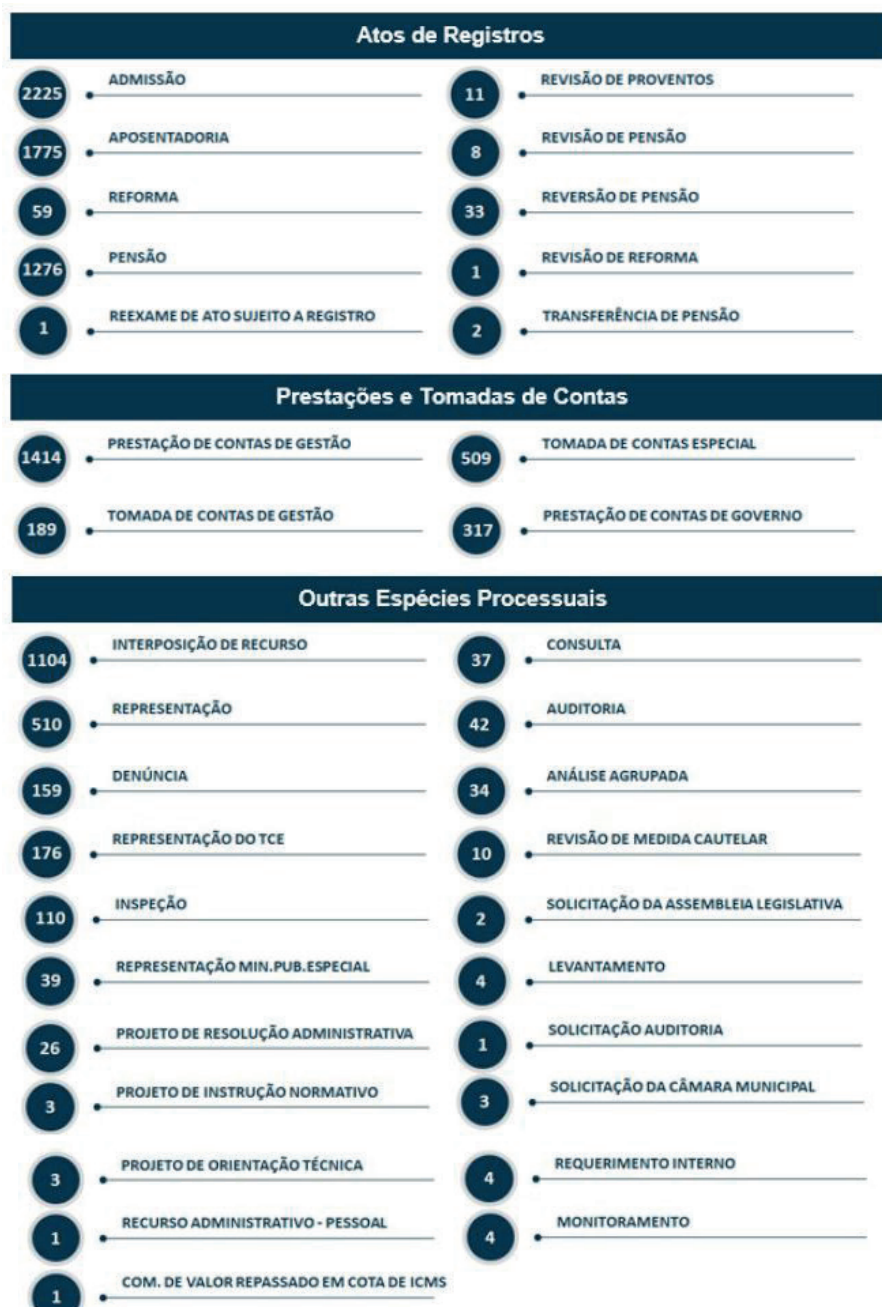 Atos de Registros
2225 ADMISSÃO
11 REVISÃO DE PROVENTOS
1775 APOSENTADORIA
8 REVISÃO DE PENSÃO
59 REFORMA
33 REVERSÃO DE PENSÃO
1276 PENSÃO
1 REVISÃO DE REFORMA
1 REEXAME DE ATO SUJEITO A REGISTRO
2 TRANSFERÊNCIA DE PENSÃO
Prestações e Tomadas de Contas
1414 PRESTAÇÃO DE CONTAS DE GESTÃO
509 TOMADA DE CONTAS ESPECIAL
189 TOMADA DE CONTAS DE GESTÃO
317 PRESTAÇÃO DE CONTAS DE GOVERNO
Outras Espécies Processuais
1104 INTERPOSIÇÃO DE RECURSO
37 CONSULTA
510 REPRESENTAÇÃO
42 AUDITORIA
159 DENÚNCIA
34 ANÁLISE AGRUPADA
176 REPRESENTAÇÃO DO TCE
10 REVISÃO DE MEDIDA CAUTELAR
110 INSPEÇÃO
2 SOLICITAÇÃO DA ASSEMBLEIA LEGISLATIVA
39 REPRESENTAÇÃO MIN.PUB.ESPECIAL
4 LEVANTAMENTO
26 PROJETO DE RESOLUÇÃO ADMINISTRATIVA
1 SOLICITAÇÃO AUDITORIA
3 PROJETO DE INSTRUÇÃO NORMATIVO
3 SOLICITAÇÃO DA CÂMARA MUNICIPAL
3 PROJETO DE ORIENTAÇÃO TÉCNICA
4 REQUERIMENTO INTERNO
1 RECURSO ADMINISTRATIVO - PESSOAL
4 MONITORAMENTO
1 COM. DE VALOR REPASSADO EM COTA DE ICMS